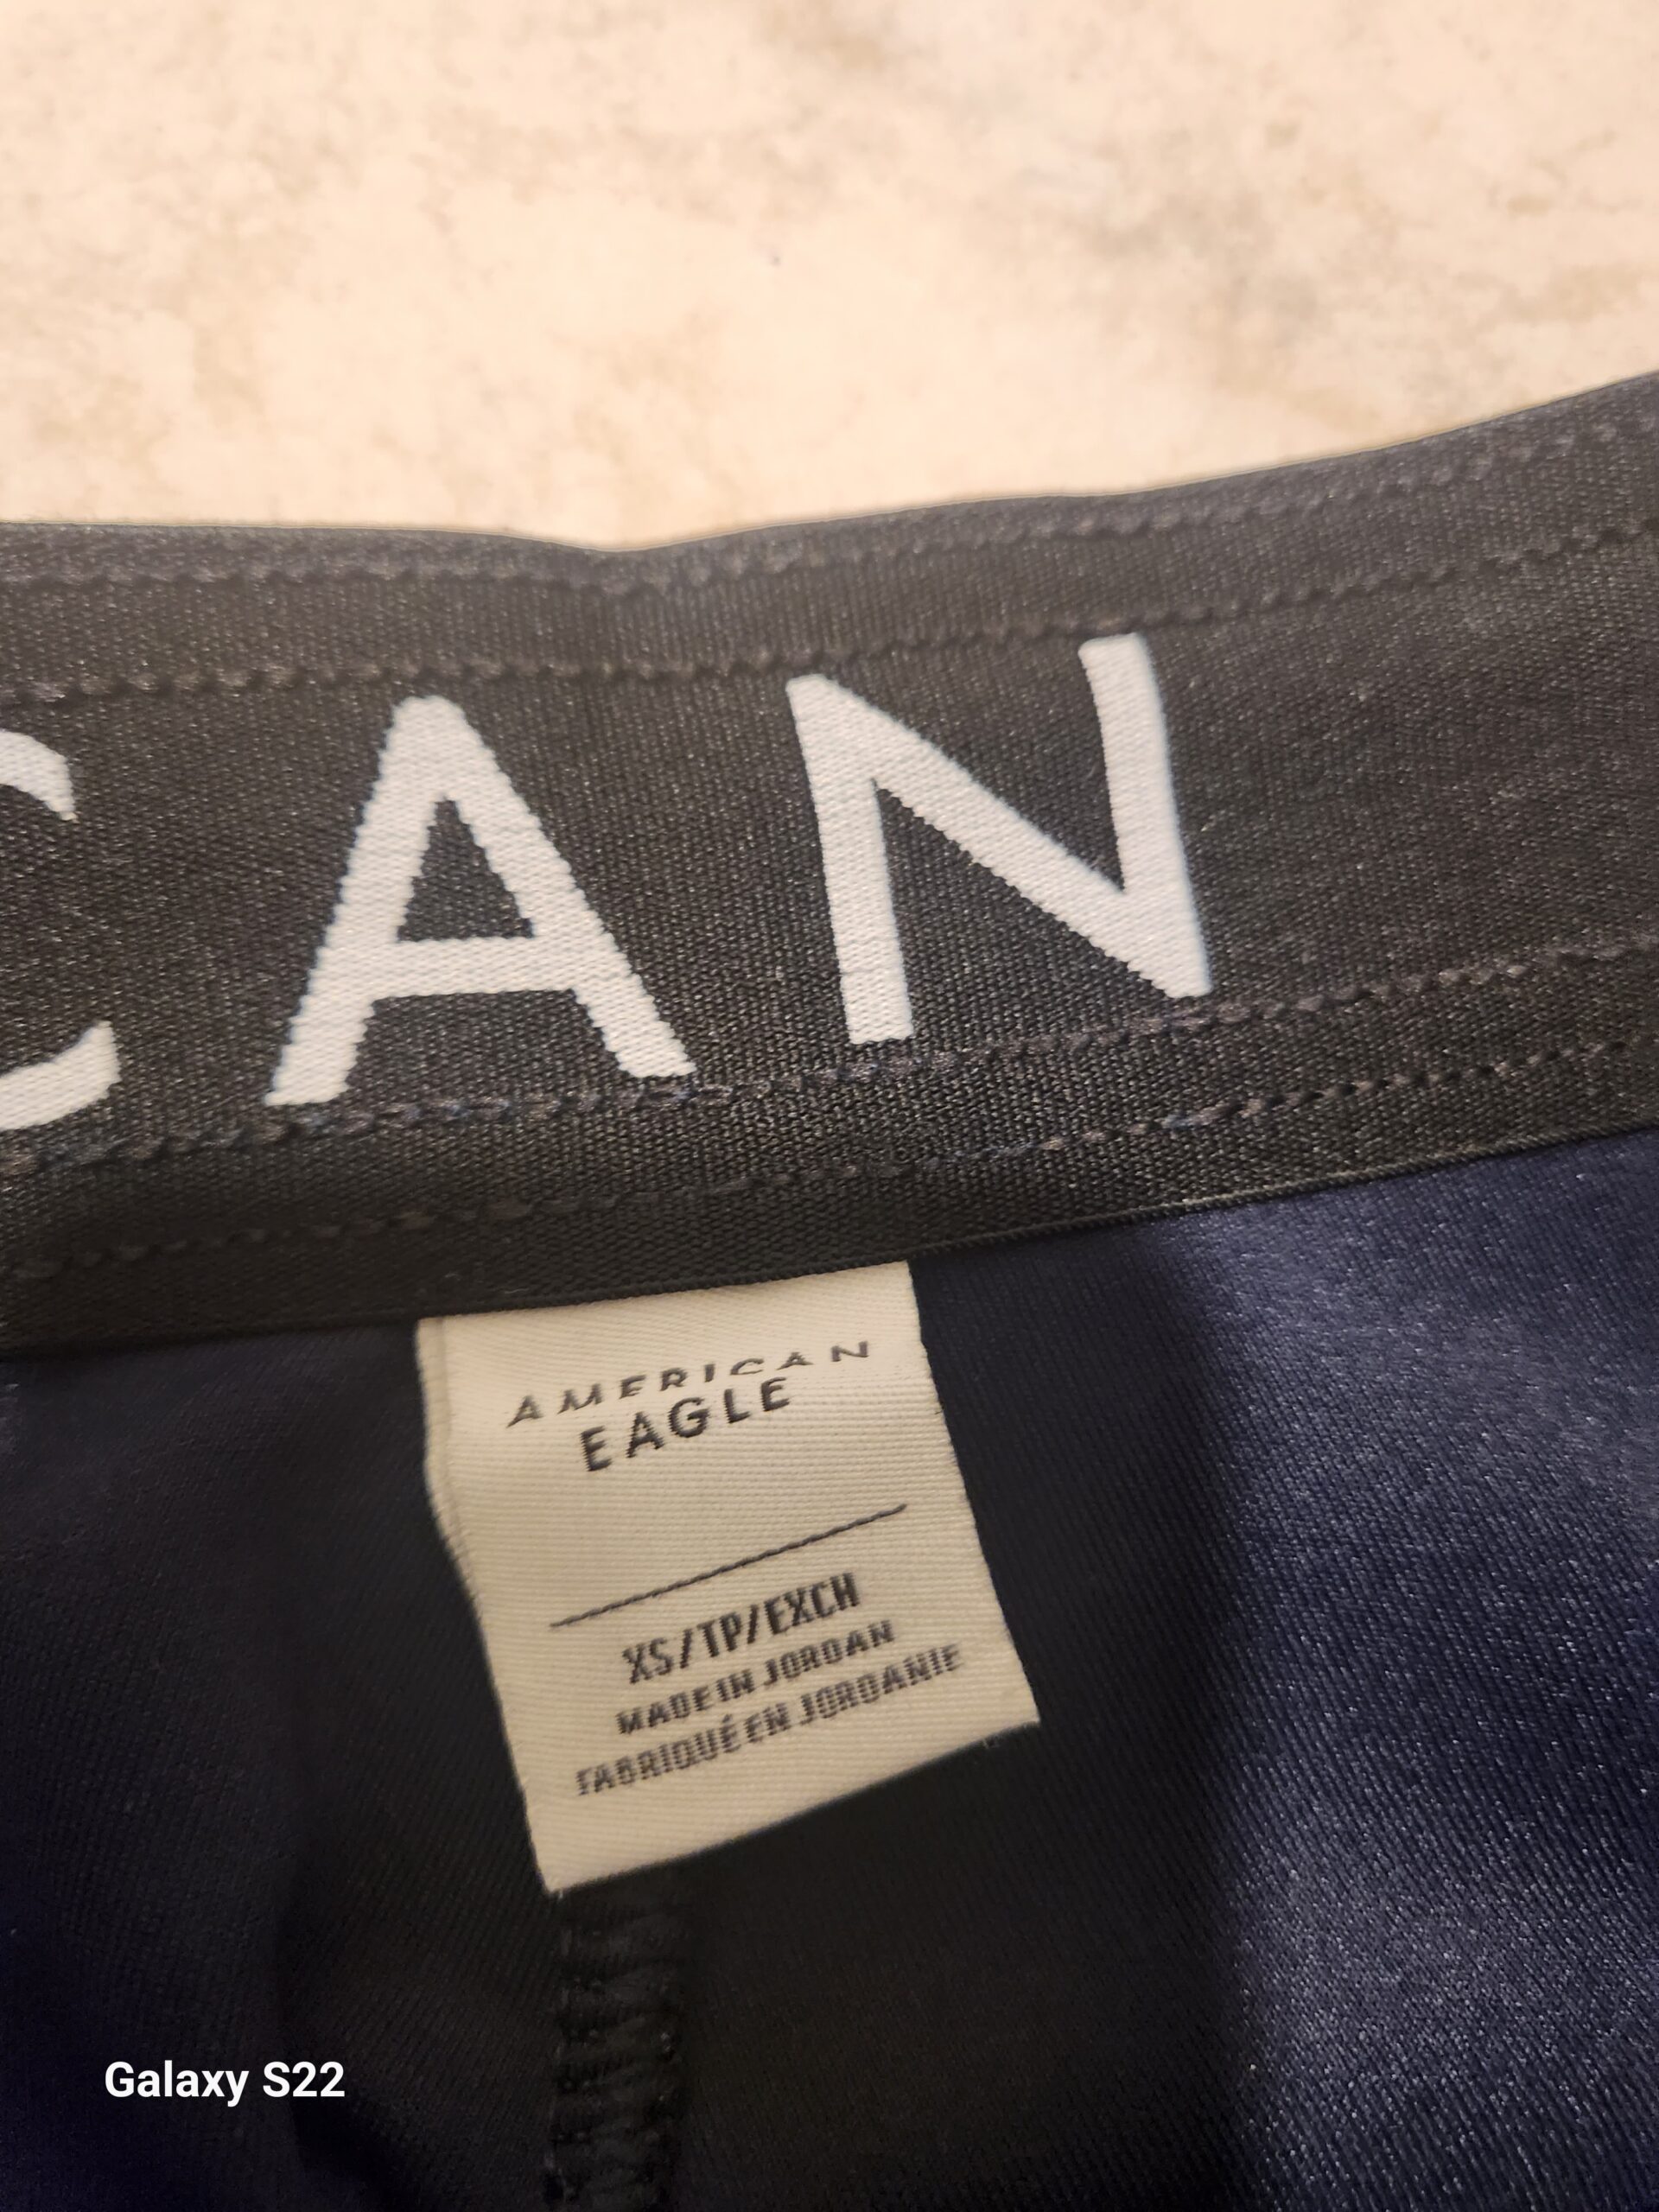 CAN
AMERICAN
EAGLE
XS/TP/EXCH
MADE IN JORDAN
FABRIQUÉ EN JORDANIE
Galaxy S22